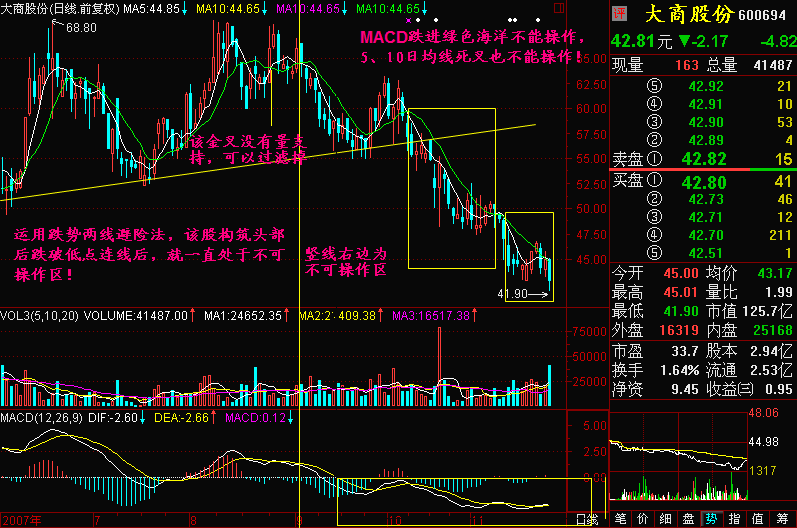 大商股份(日线.前复权) MA5:44.85↓ MA10:44.65↓ MA10:44.65↓ MA10:44.65↓
68.80
MACD跌进绿色海洋不能操作，
5、10日均线死叉也不能操作！
该金叉没有量支
持，可以过滤掉
运用跌势两线避险法，该股构筑头部
后跌破低点连线后，就一直处于不可
操作区！
竖线右边为
不可操作区
41.90
65.00
62.50
60.00
57.50
55.00
52.50
50.00
47.50
45.00
VOL3(5,10,20) VOLUME:41487.00↑ MA1:24652.35↑ MA2:2 409.38↑ MA3:16517.38↑
75000
50000
25000
MACD(12,26,9) DIF:-2.60↓ DEA:-2.66↑ MACD:0.12↓
5.00
2.50
0.00
2007年 7 8 9 10 11 日线
评 大商股份 600694
42.81元 ▼-2.17 -4.82
现量 163 总量 41487
⑤ 42.92 21
④ 42.91 10
③ 42.90 53
② 42.89 4
卖盘① 42.82 15
买盘① 42.80 41
② 42.73 46
③ 42.71 12
④ 42.70 211
⑤ 42.51 1
今开 45.00 均价 43.17
最高 45.01 量比 1.99
最低 41.90 市值 125.7亿
外盘 16319 内盘 25168
市盈 33.7 股本 2.94亿
换手 1.64% 流通 2.53亿
净资 9.45 收益㈢ 0.95
48.06
44.98
1317
笔 价 细 盘 势 指 值 筹